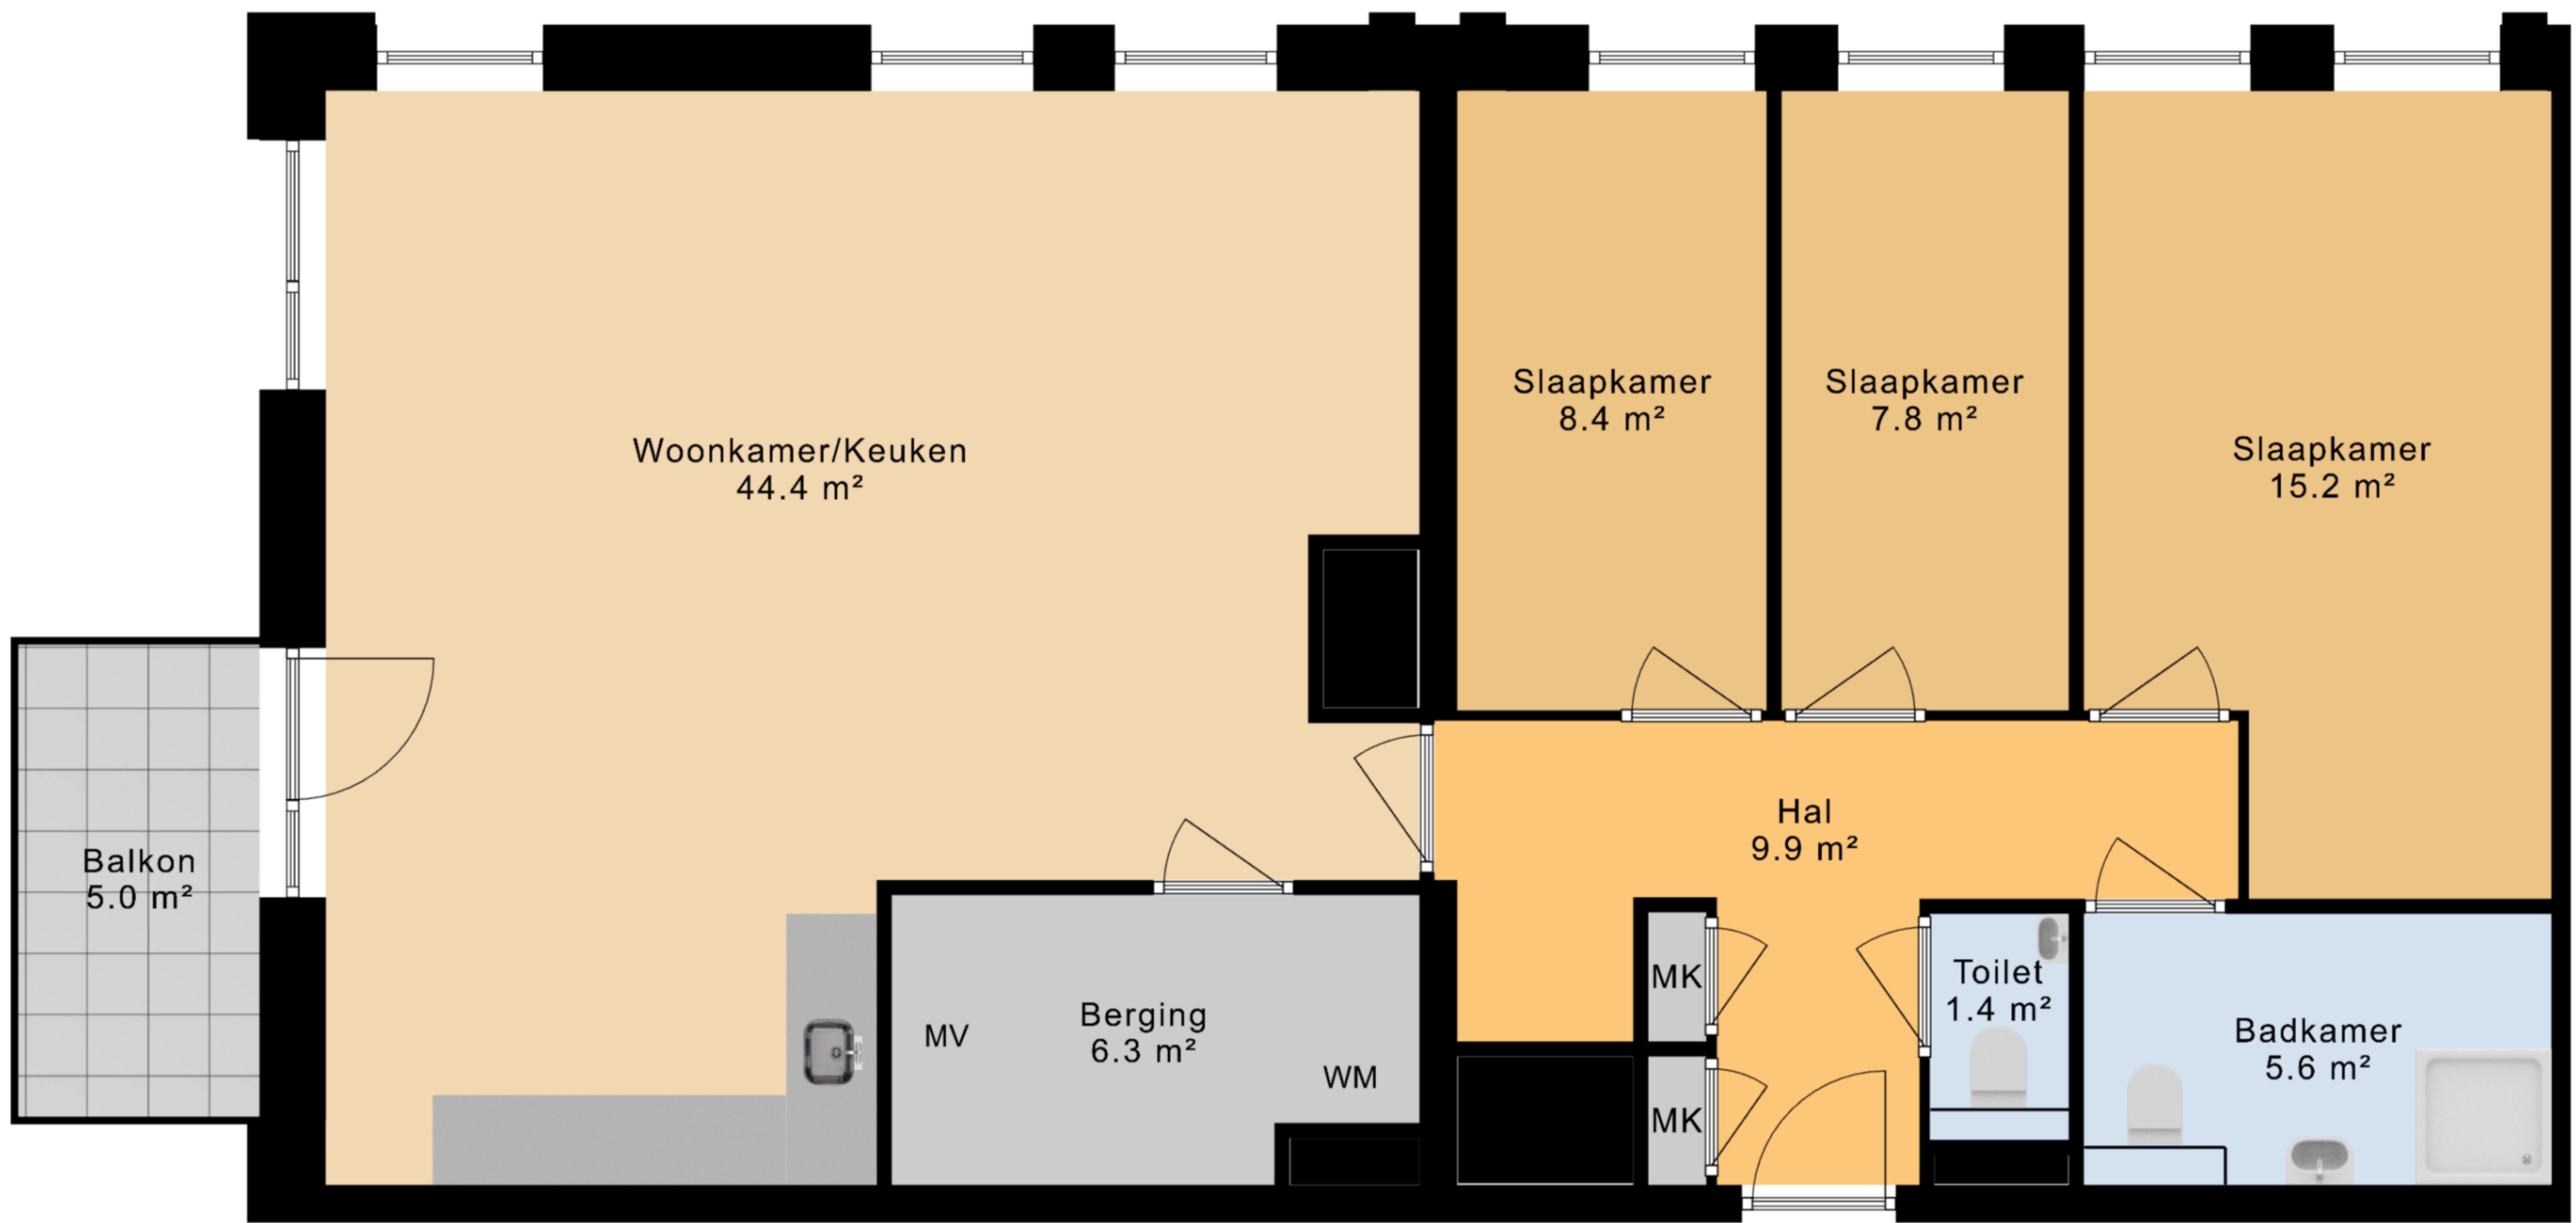 Woonkamer/Keuken
44.4 m²
Slaapkamer
8.4 m²
Slaapkamer
7.8 m²
Slaapkamer
15.2 m²
Balkon
5.0 m²
Hal
9.9 m²
Berging
6.3 m²
MV
WM
MK
MK
Toilet
1.4 m²
Badkamer
5.6 m²